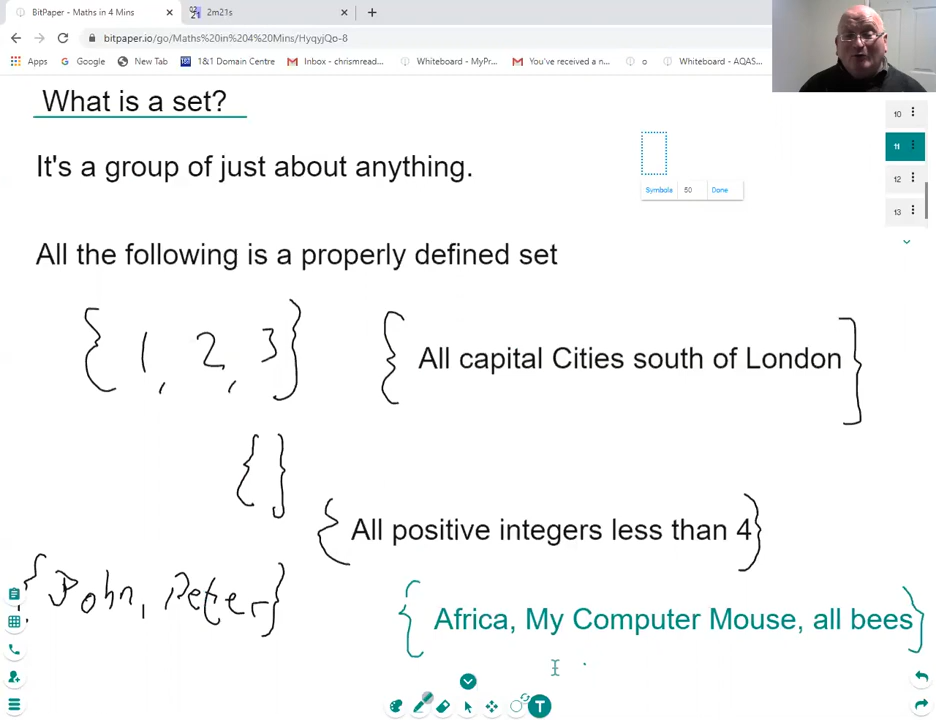 BitPaper - Maths in 4 Mins
2m21s
bitpaper.io/go/Maths%20in%204%20Mins/HyqyjQo-8
Apps Google New Tab 1&1 Domain Centre Inbox - chrismread... Whiteboard - MyPr... You've received a n... o Whiteboard - AQAS...
What is a set?
10
11
12
13
Symbols 50 Done
It's a group of just about anything.
All the following is a properly defined set
{ 1, 2, 3 }
{ All capital Cities south of London }
{ }
{ All positive integers less than 4 }
{ John, Peter }
{ Africa, My Computer Mouse, all bees }
T